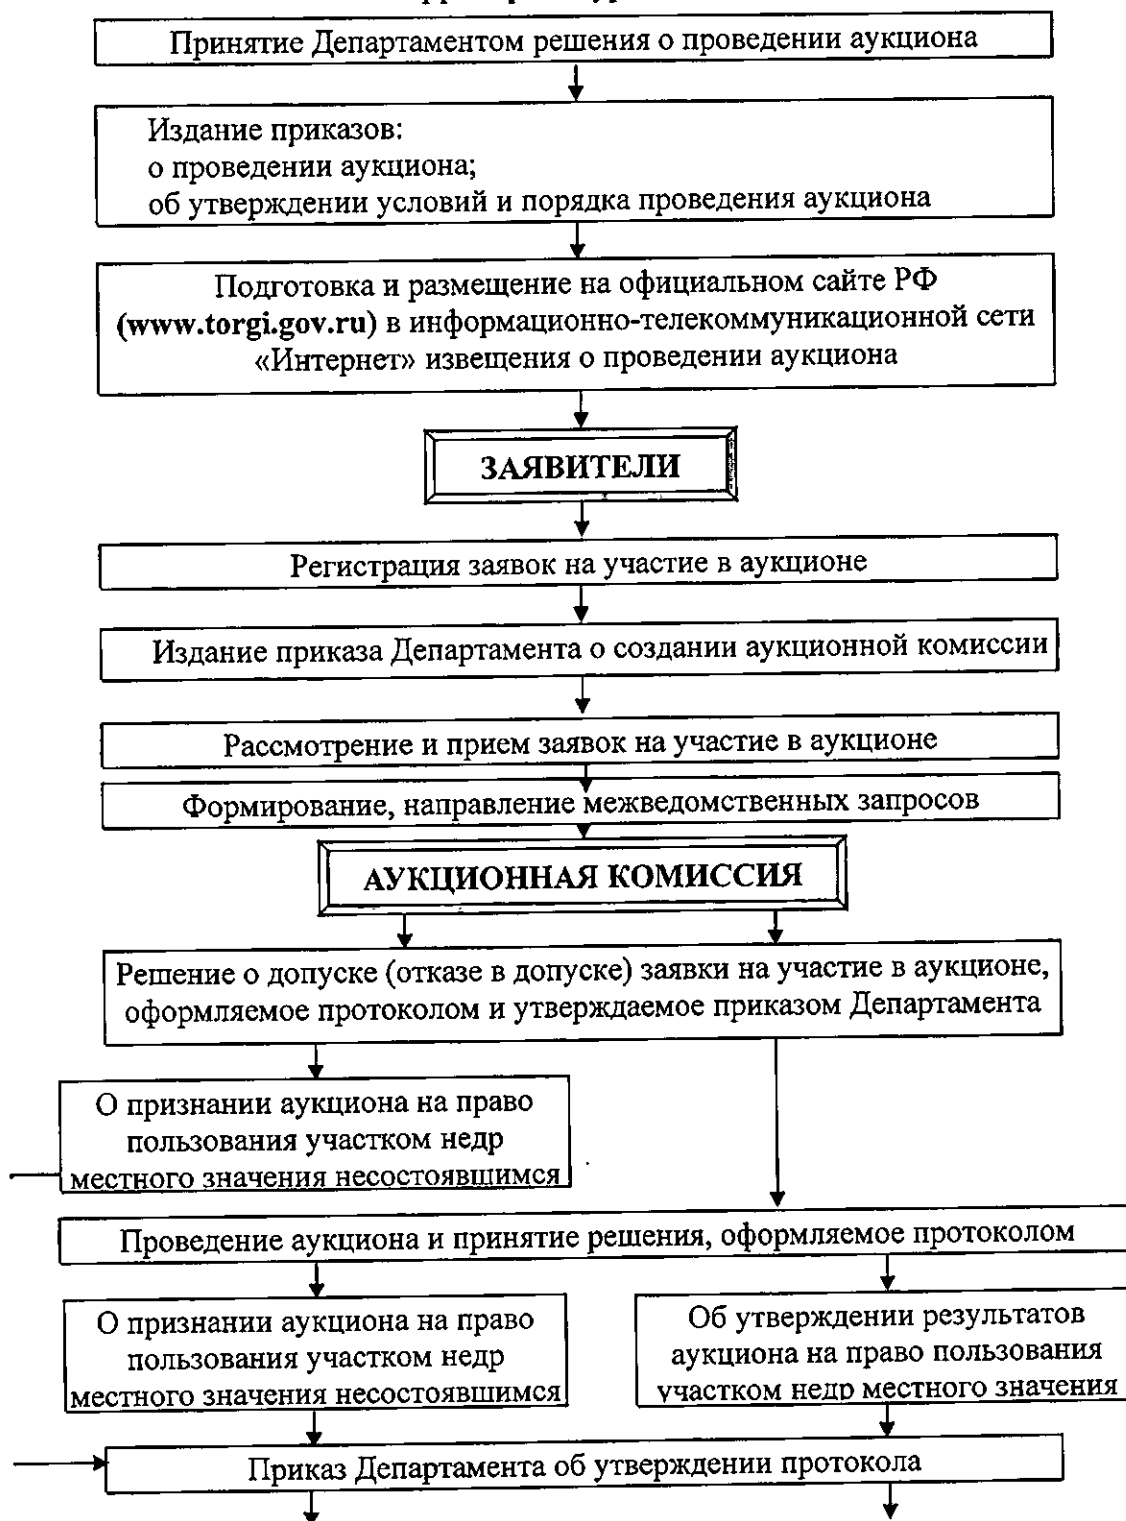 Принятие Департаментом решения о проведении аукциона
Издание приказов:
о проведении аукциона;
об утверждении условий и порядка проведения аукциона
Подготовка и размещение на официальном сайте РФ
(www.torgi.gov.ru) в информационно-телекоммуникационной сети
«Интернет» извещения о проведении аукциона
ЗАЯВИТЕЛИ
Регистрация заявок на участие в аукционе
Издание приказа Департамента о создании аукционной комиссии
Рассмотрение и прием заявок на участие в аукционе
Формирование, направление межведомственных запросов
АУКЦИОННАЯ КОМИССИЯ
Решение о допуске (отказе в допуске) заявки на участие в аукционе,
оформляемое протоколом и утверждаемое приказом Департамента
О признании аукциона на право
пользования участком недр
местного значения несостоявшимся
Проведение аукциона и принятие решения, оформляемое протоколом
О признании аукциона на право
пользования участком недр
местного значения несостоявшимся
Об утверждении результатов
аукциона на право пользования
участком недр местного значения
Приказ Департамента об утверждении протокола